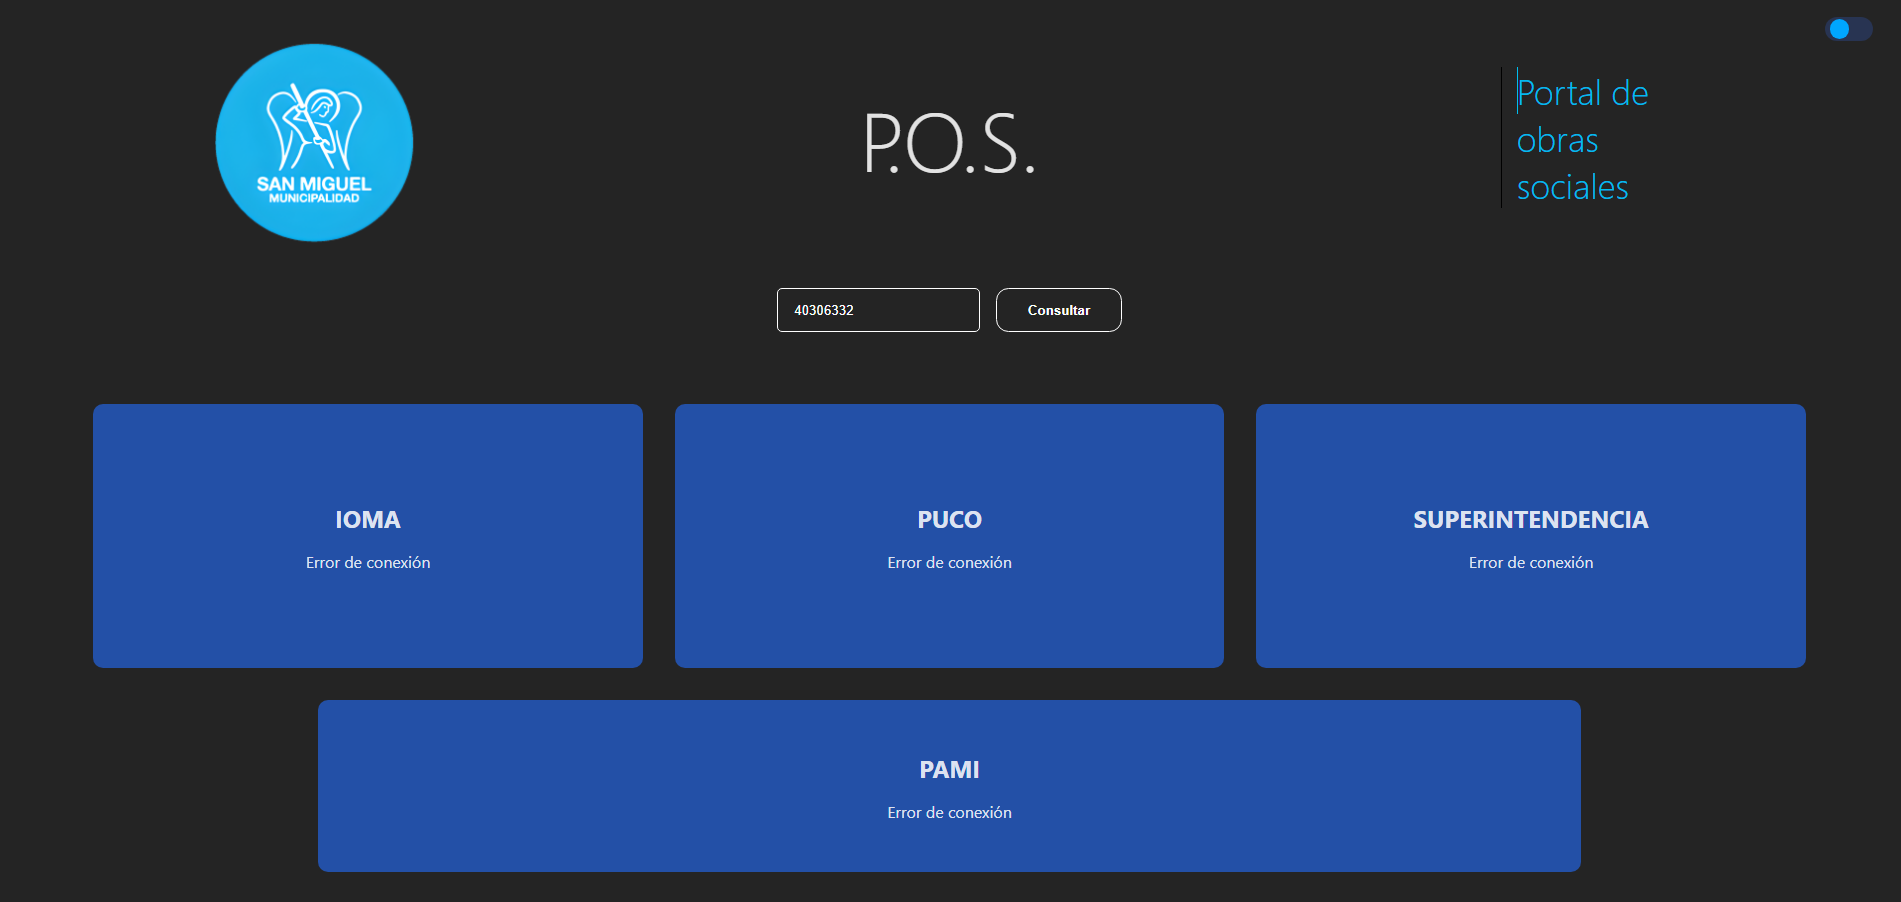 SAN MIGUEL
MUNICIPALIDAD
P.O.S.
Portal de
obras
sociales
40306332
Consultar
IOMA
Error de conexión
PUCO
Error de conexión
SUPERINTENDENCIA
Error de conexión
PAMI
Error de conexión